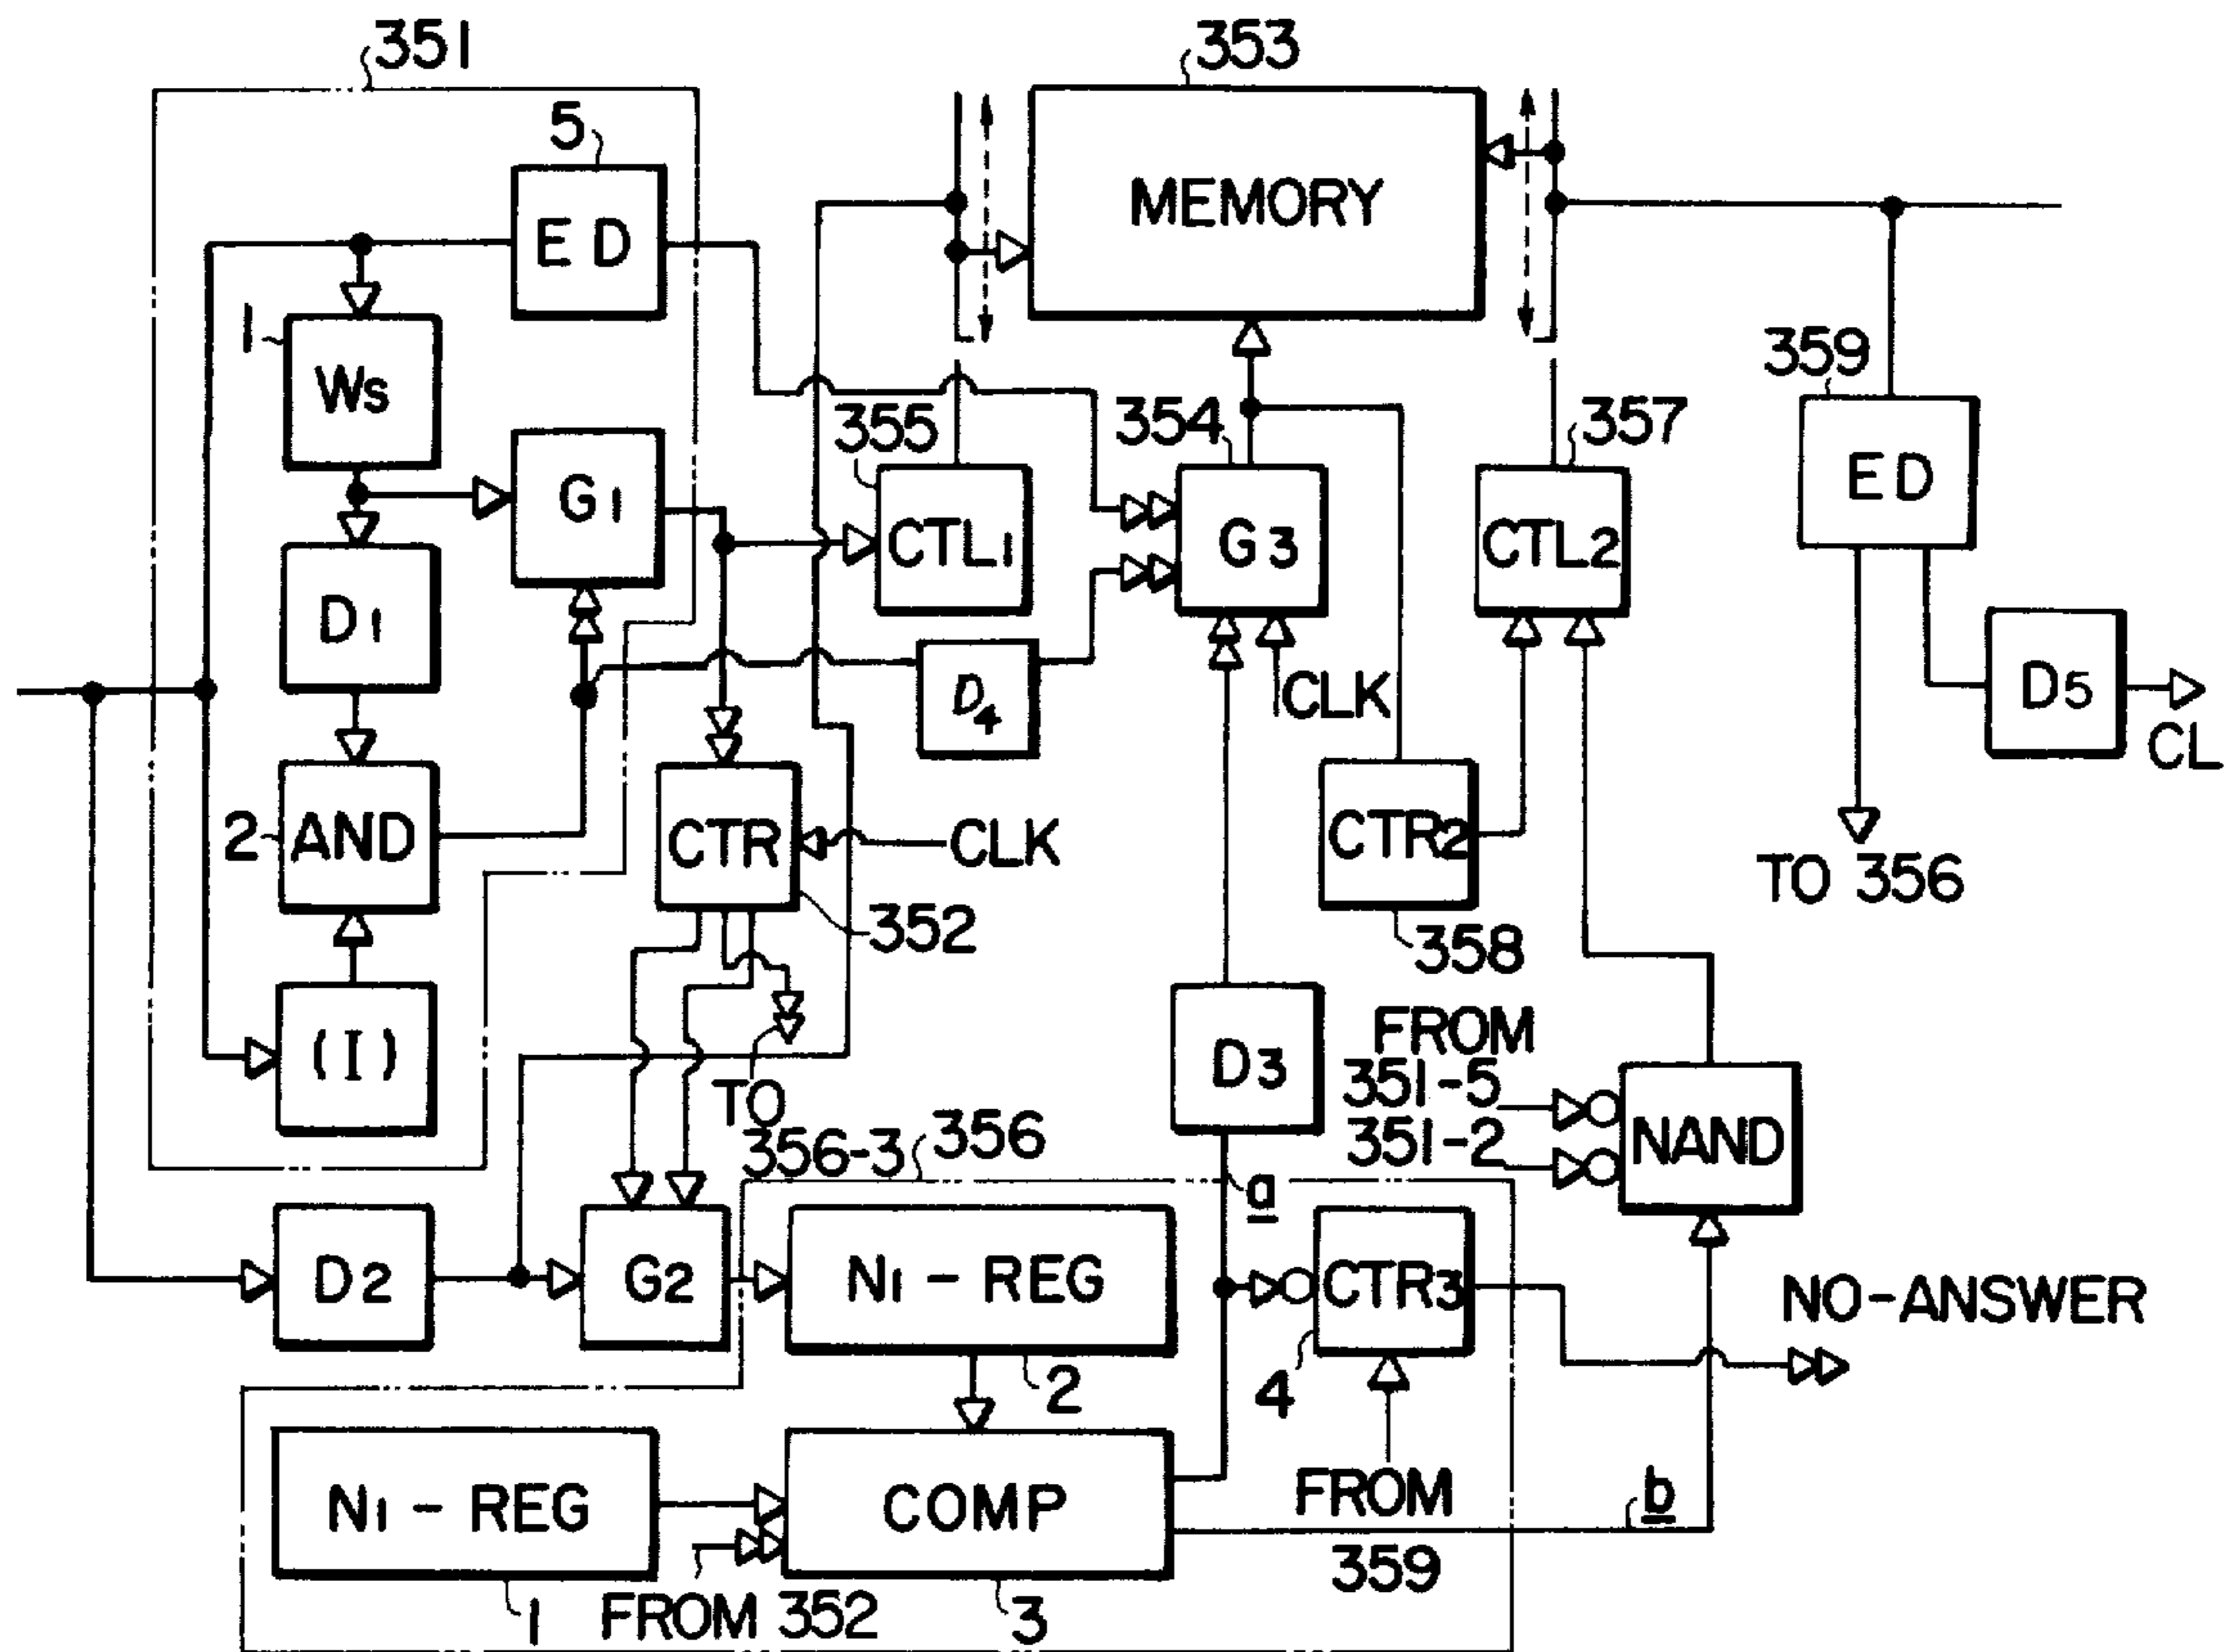 351
353
5
ED
MEMORY
1
Ws
359
355
354
357
G1
CTL1
G3
CTL2
ED
D1
D4
CLK
D5
CL
2
AND
CTR
CLK
CTR2
TO 356
352
358
(I)
D3
FROM
351-5
351-2
NAND
TO
356-3
356
a
D2
G2
N1-REG
CTR3
NO-ANSWER
2
4
N1-REG
COMP
FROM
359
b
1
FROM 352
3